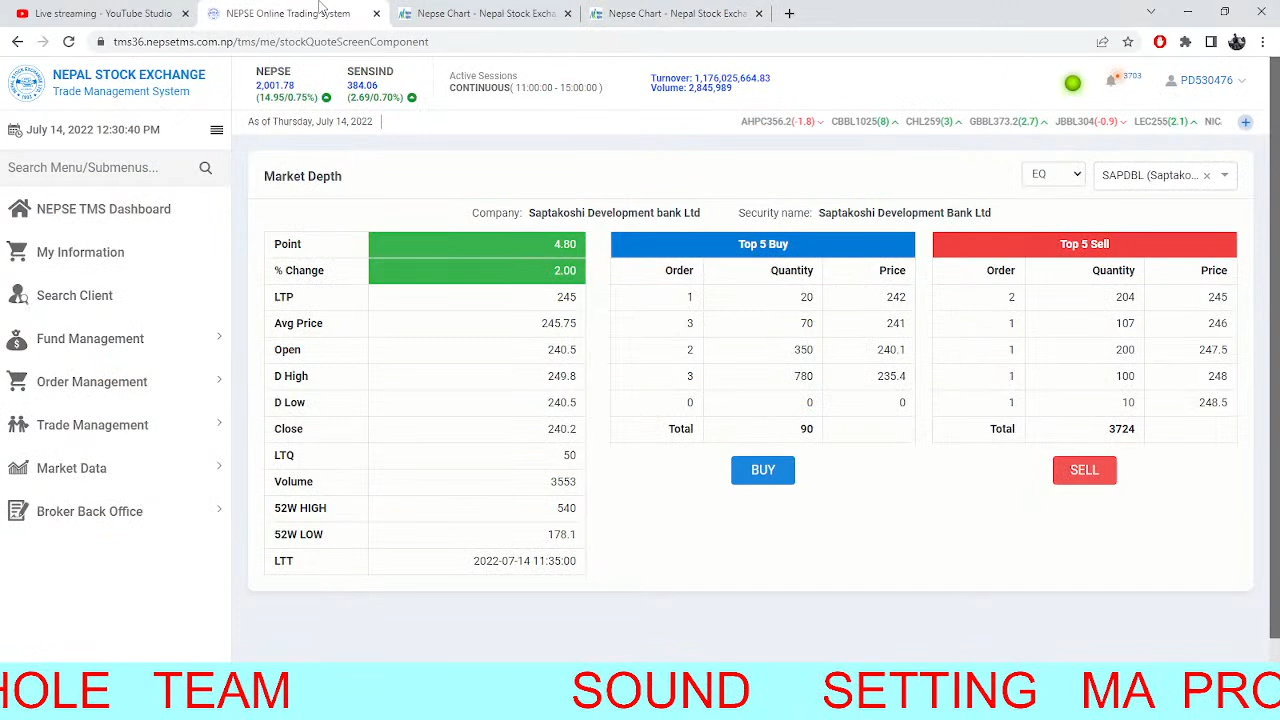 Live streaming - YouTube Studio
NEPSE Online Trading System
Nepse Chart - Nepal Stock Excha
Nepse Chart - Nepal Stock Excha
tms36.nepsetms.com.np/tms/me/stockQuoteScreenComponent
NEPAL STOCK EXCHANGE
Trade Management System
NEPSE
2,001.78
(14.95/0.75%)
SENSIND
384.06
(2.69/0.70%)
Active Sessions
CONTINUOUS( 11:00:00 - 15:00:00 )
Turnover: 1,176,025,664.83
Volume: 2,845,989
3703
PD530476
July 14, 2022 12:30:40 PM
As of Thursday, July 14, 2022
AHPC356.2(-1.8) CBBL1025(8) CHL259(3) GBBL373.2(2.7) JBBL304(-0.9) LEC255(2.1) NIC
Search Menu/Submenus...
NEPSE TMS Dashboard
My Information
Search Client
Fund Management
Order Management
Trade Management
Market Data
Broker Back Office
Market Depth
EQ
SAPDBL (Saptako...
Company: Saptakoshi Development bank Ltd
Security name: Saptakoshi Development Bank Ltd
Point 4.80
% Change 2.00
LTP 245
Avg Price 245.75
Open 240.5
D High 249.8
D Low 240.5
Close 240.2
LTQ 50
Volume 3553
52W HIGH 540
52W LOW 178.1
LTT 2022-07-14 11:35:00
Top 5 Buy
Order Quantity Price
1 20 242
3 70 241
2 350 240.1
3 780 235.4
0 0 0
Total 90
BUY
Top 5 Sell
Order Quantity Price
2 204 245
1 107 246
1 200 247.5
1 100 248
1 10 248.5
Total 3724
SELL
HOLE TEAM SOUND SETTING MA PRO